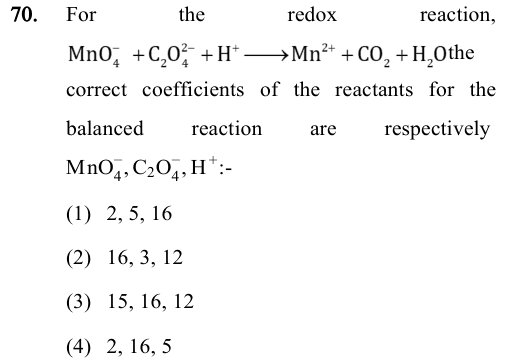 70. For the redox reaction,
MnO₄⁻ + C₂O₄²⁻ + H⁺ ⟶ Mn²⁺ + CO₂ + H₂Othe
correct coefficients of the reactants for the
balanced reaction are respectively
MnO₄⁻, C₂O₄⁻, H⁺:-
(1) 2, 5, 16
(2) 16, 3, 12
(3) 15, 16, 12
(4) 2, 16, 5